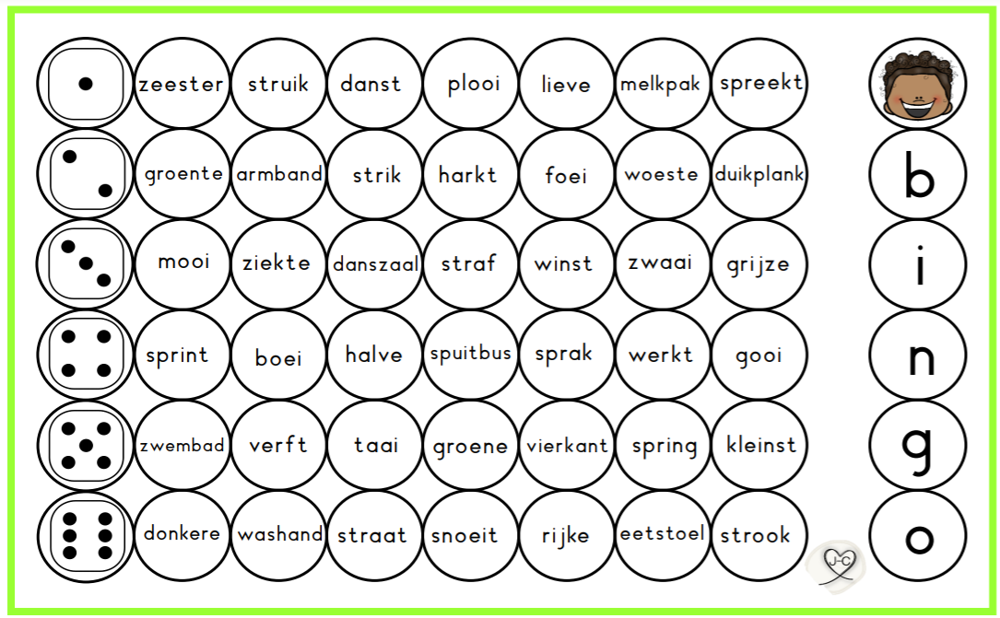 zeester struik danst plooi lieve melkpak spreekt
groente armband strik harkt foei woeste duikplank b
mooi ziekte danszaal straf winst zwaai grijze i
sprint boei halve spuitbus sprak werkt gooi n
zwembad verft taai groene vierkant spring kleinst g
donkere washand straat snoeit rijke eetstoel strook o
J-C